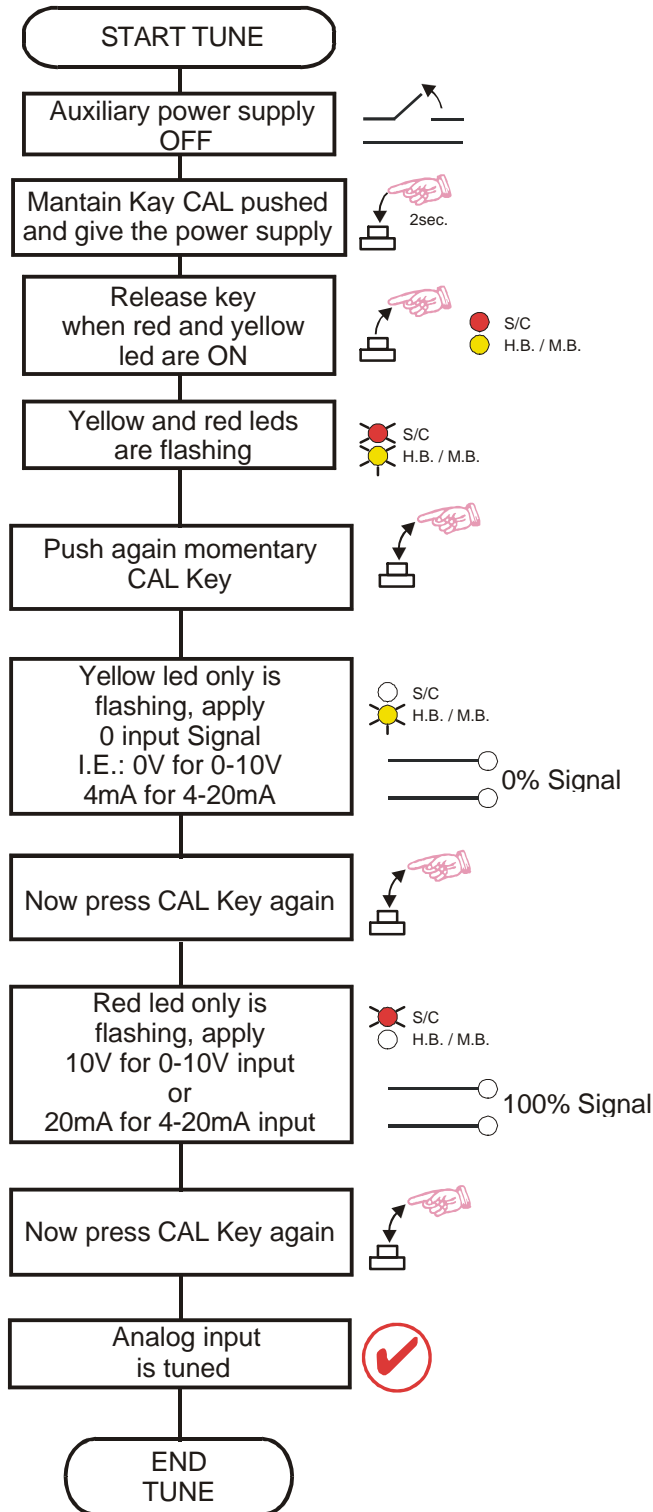 START TUNE
Auxiliary power supply
OFF
Mantain Kay CAL pushed
and give the power supply
2sec.
Release key
when red and yellow
led are ON
S/C
H.B. / M.B.
Yellow and red leds
are flashing
S/C
H.B. / M.B.
Push again momentary
CAL Key
Yellow led only is
flashing, apply
0 input Signal
I.E.: 0V for 0-10V
4mA for 4-20mA
S/C
H.B. / M.B.
0% Signal
Now press CAL Key again
Red led only is
flashing, apply
10V for 0-10V input
or
20mA for 4-20mA input
S/C
H.B. / M.B.
100% Signal
Now press CAL Key again
Analog input
is tuned
END
TUNE